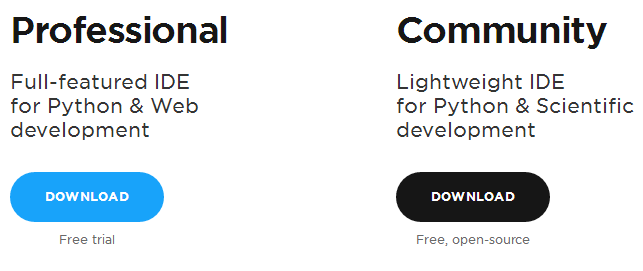 Professional
Full-featured IDE
for Python & Web
development
DOWNLOAD
Free trial
Community
Lightweight IDE
for Python & Scientific
development
DOWNLOAD
Free, open-source